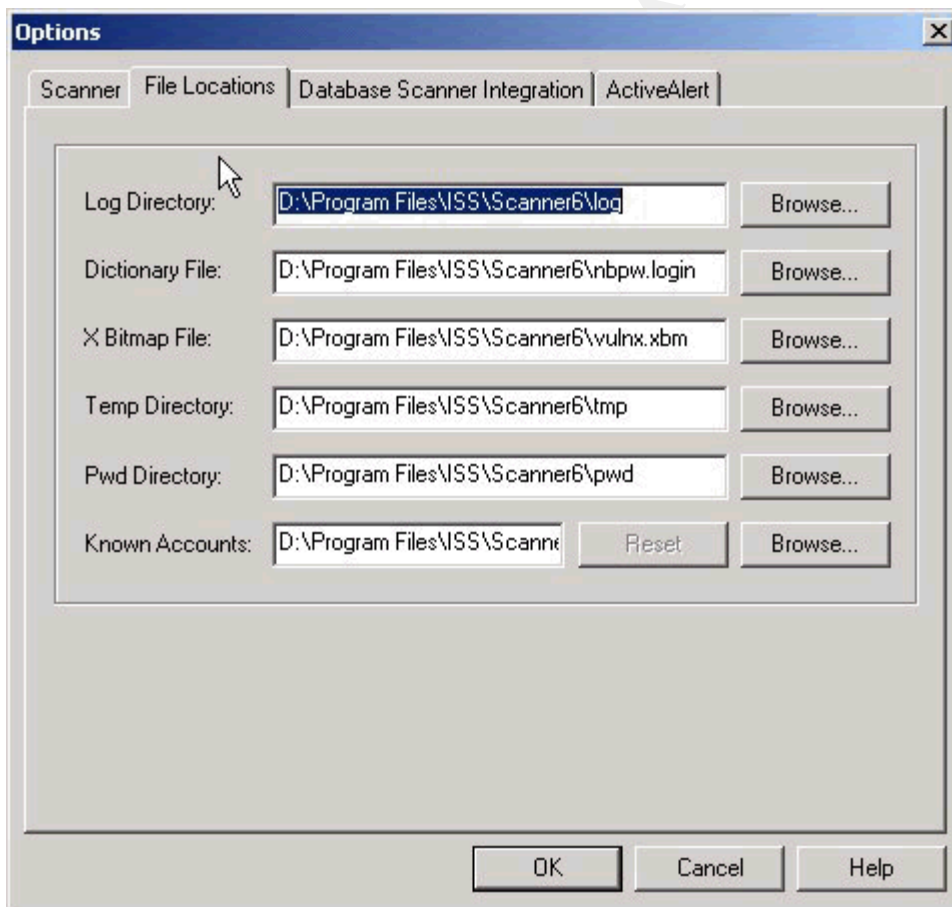 Options
Scanner File Locations Database Scanner Integration ActiveAlert
Log Directory: D:\Program Files\ISS\Scanner6\log Browse...
Dictionary File: D:\Program Files\ISS\Scanner6\nbpw.login Browse...
X Bitmap File: D:\Program Files\ISS\Scanner6\vulnx.xbm Browse...
Temp Directory: D:\Program Files\ISS\Scanner6\tmp Browse...
Pwd Directory: D:\Program Files\ISS\Scanner6\pwd Browse...
Known Accounts: D:\Program Files\ISS\Scanne Reset Browse...
OK Cancel Help